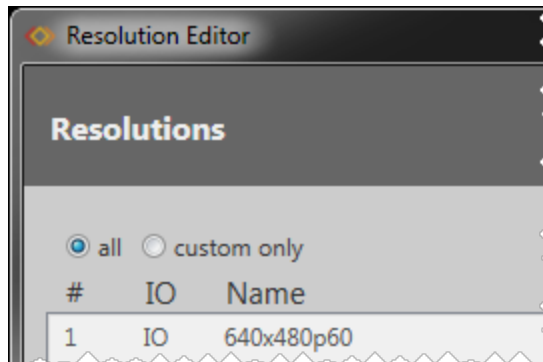 Resolution Editor
Resolutions
all custom only
# IO Name
1 IO 640x480p60